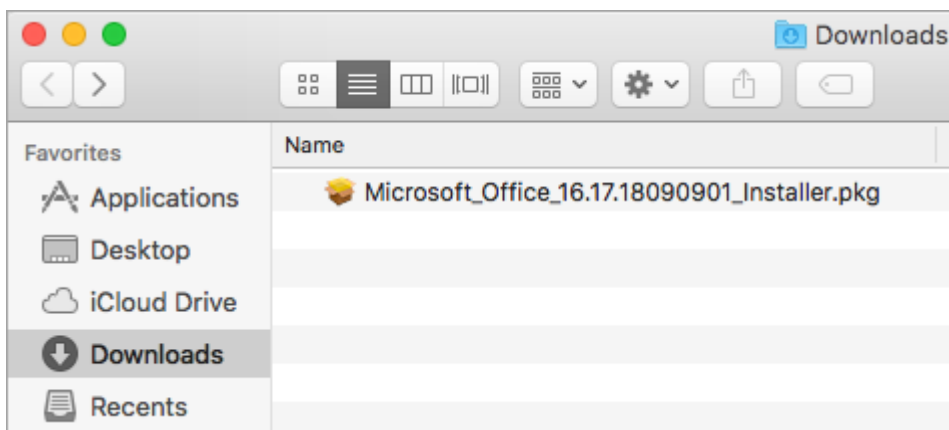 Downloads
Favorites
Name
Applications
Microsoft_Office_16.17.18090901_Installer.pkg
Desktop
iCloud Drive
Downloads
Recents